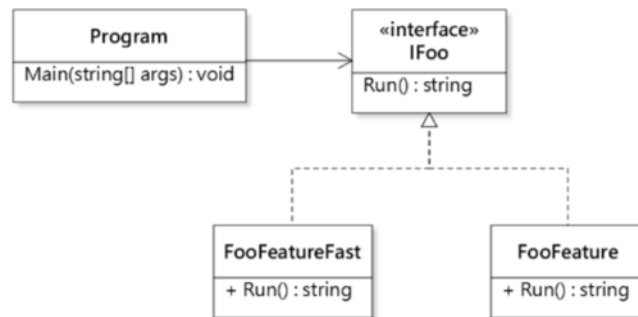 Program
Main(string[] args) : void
«interface»
IFoo
Run() : string
FooFeatureFast
+ Run() : string
FooFeature
+ Run() : string